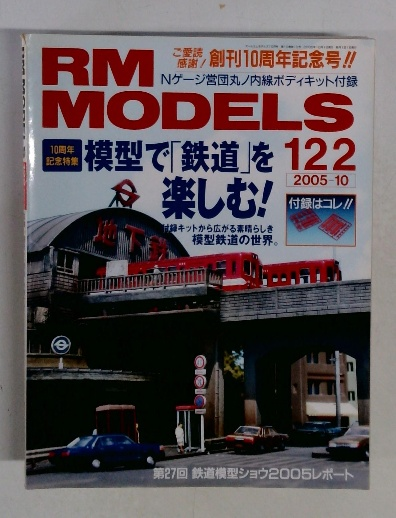 ご愛読
感謝!
創刊10周年記念号!!
Nゲージ営団丸ノ内線ボディキット付録
RM
MODELS
10周年
記念特集
模型で「鉄道」を
楽しむ!
122
2005-10
付録はコレ!!
付録キットから広がる素晴らしき
模型鉄道の世界。
地下鉄
第27回 鉄道模型ショウ2005レポート